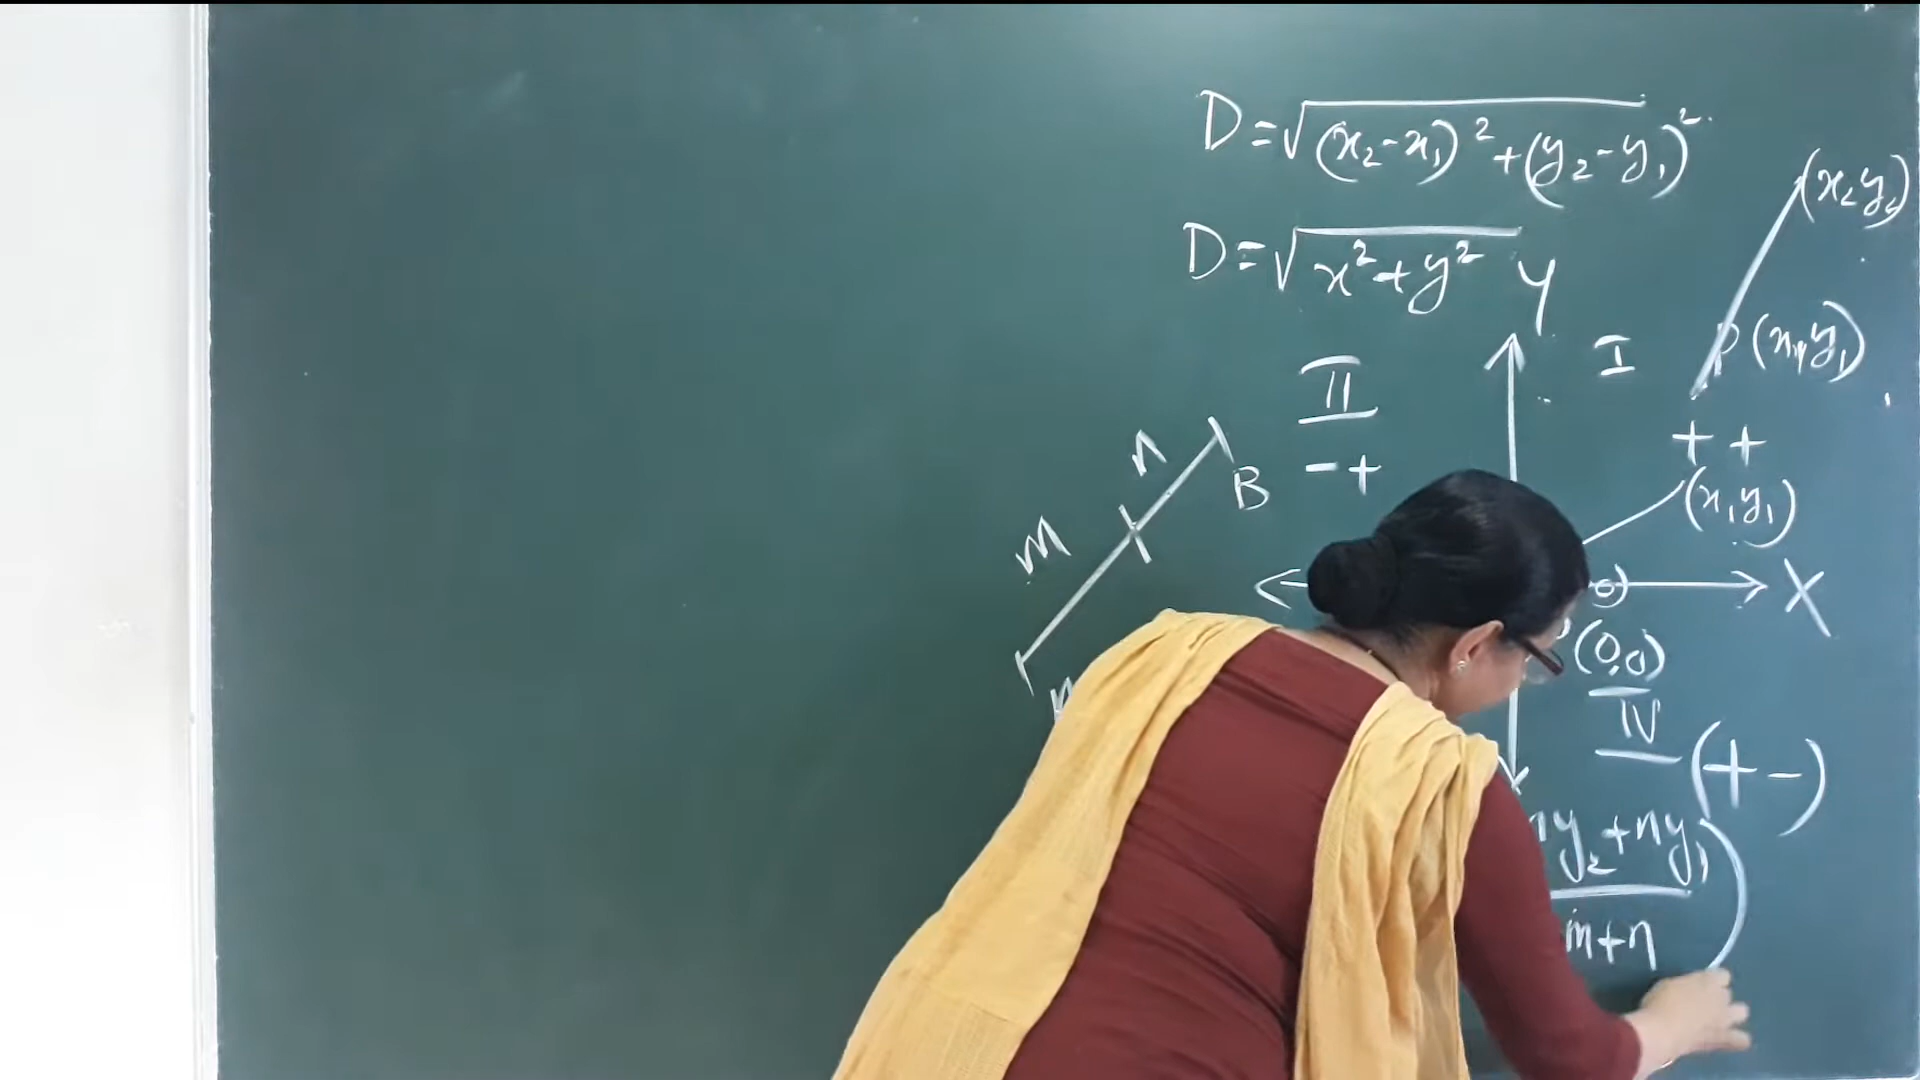 D = √(x₂-x₁)²+(y₂-y₁)²
(x₂ y₂)
D = √x²+y²
Y
I
P(x₁, y₁)
II
++
-+
n
B
(x₁ y₁)
m
X
(0,0)
IV
(+-)
y₂+ny₁)
m+n